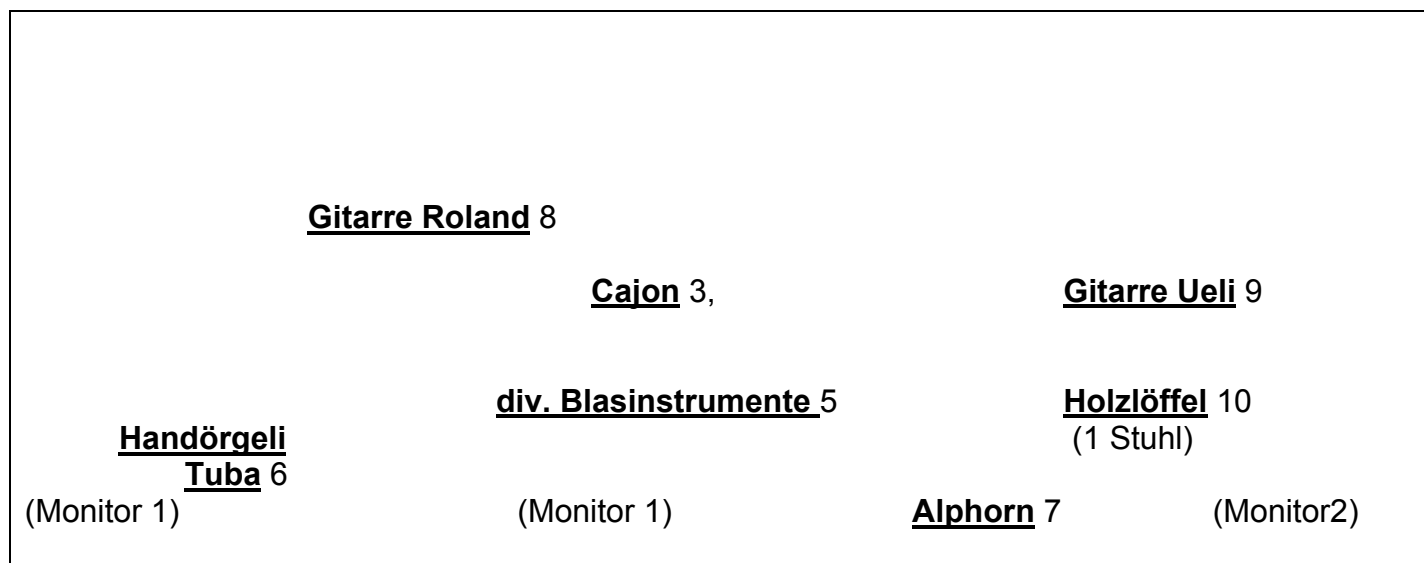 Gitarre Roland 8
Cajon 3, Gitarre Ueli 9
div. Blasinstrumente 5 Holzlöffel 10
Handörgeli (1 Stuhl)
Tuba 6
(Monitor 1) (Monitor 1) Alphorn 7 (Monitor2)